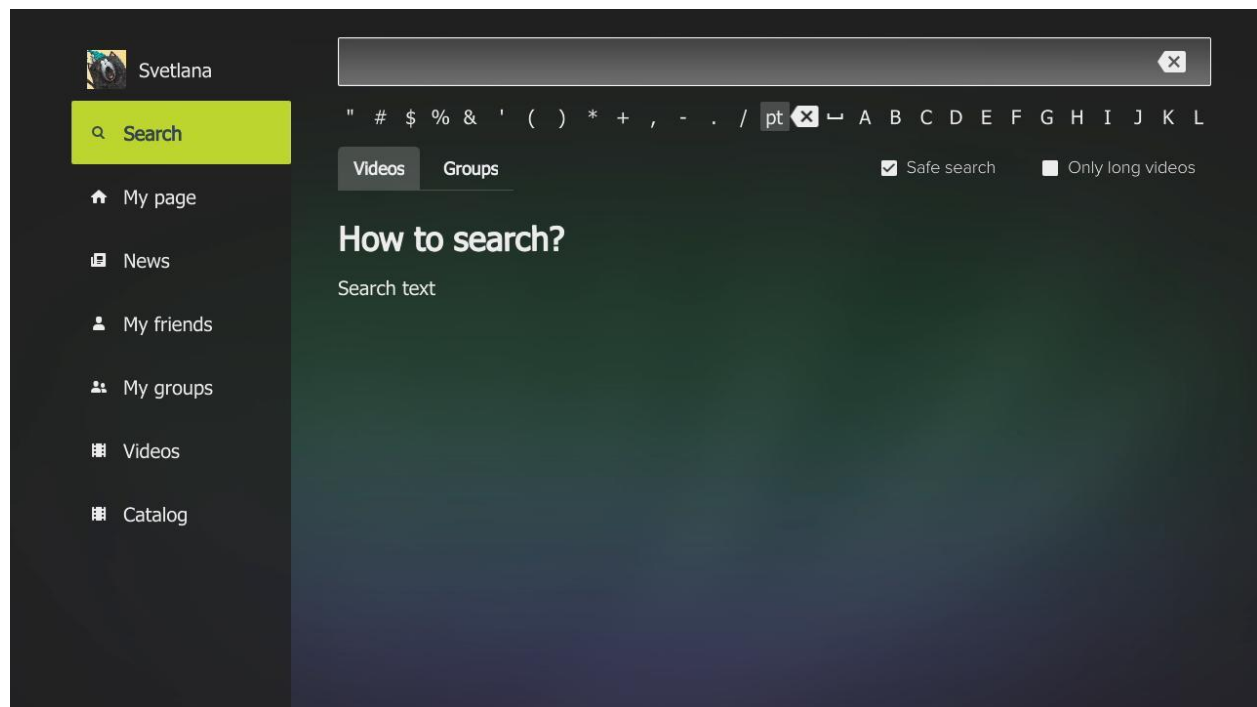 Svetlana
Search
My page
News
My friends
My groups
Videos
Catalog
" # $ % & ' ( ) * + , - . / pt A B C D E F G H I J K L
Videos Groups Safe search Only long videos
How to search?
Search text